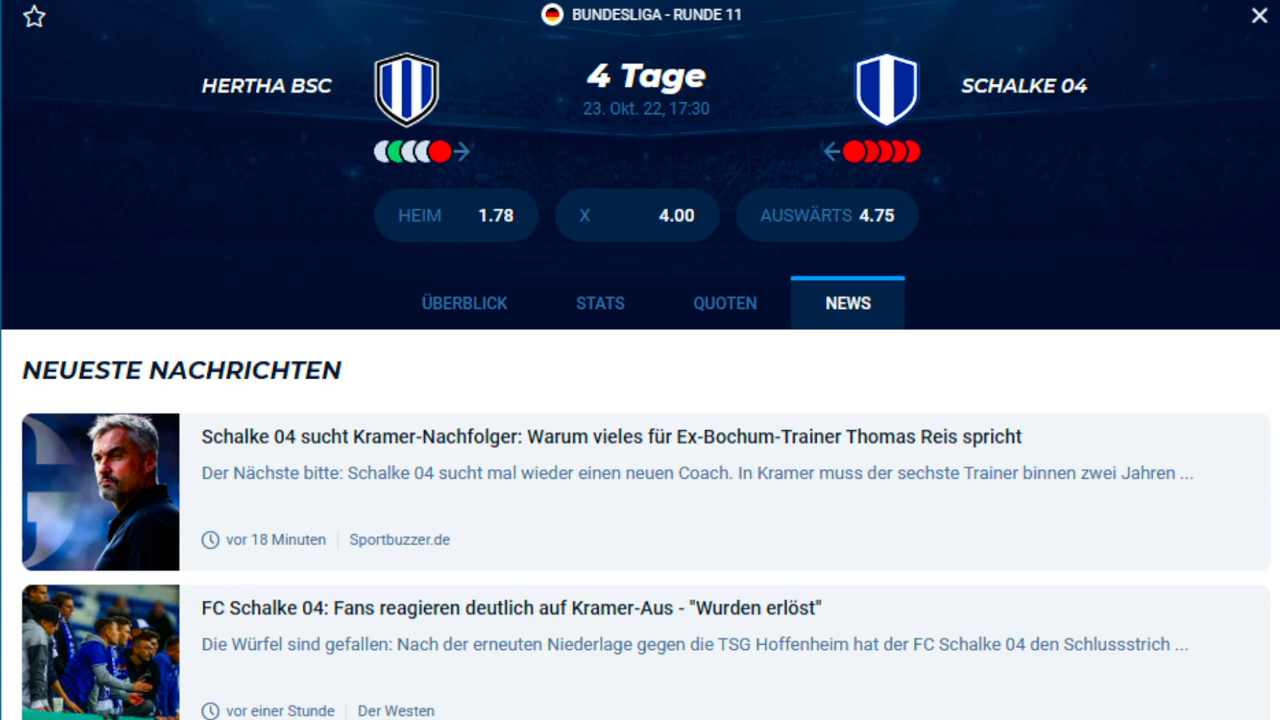 BUNDESLIGA - RUNDE 11
HERTHA BSC
4 Tage
23. Okt. 22, 17:30
SCHALKE 04
HEIM 1.78
X 4.00
AUSWÄRTS 4.75
ÜBERBLICK
STATS
QUOTEN
NEWS
NEUESTE NACHRICHTEN
Schalke 04 sucht Kramer-Nachfolger: Warum vieles für Ex-Bochum-Trainer Thomas Reis spricht
Der Nächste bitte: Schalke 04 sucht mal wieder einen neuen Coach. In Kramer muss der sechste Trainer binnen zwei Jahren ...
vor 18 Minuten Sportbuzzer.de
FC Schalke 04: Fans reagieren deutlich auf Kramer-Aus - "Wurden erlöst"
Die Würfel sind gefallen: Nach der erneuten Niederlage gegen die TSG Hoffenheim hat der FC Schalke 04 den Schlussstrich ...
vor einer Stunde Der Westen